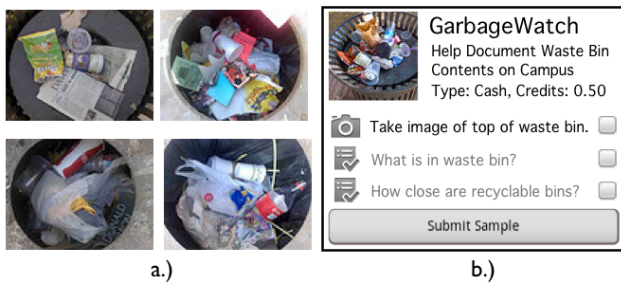 GarbageWatch
Help Document Waste Bin
Contents on Campus
Type: Cash, Credits: 0.50
Take image of top of waste bin.
What is in waste bin?
How close are recyclable bins?
Submit Sample
a.)
b.)